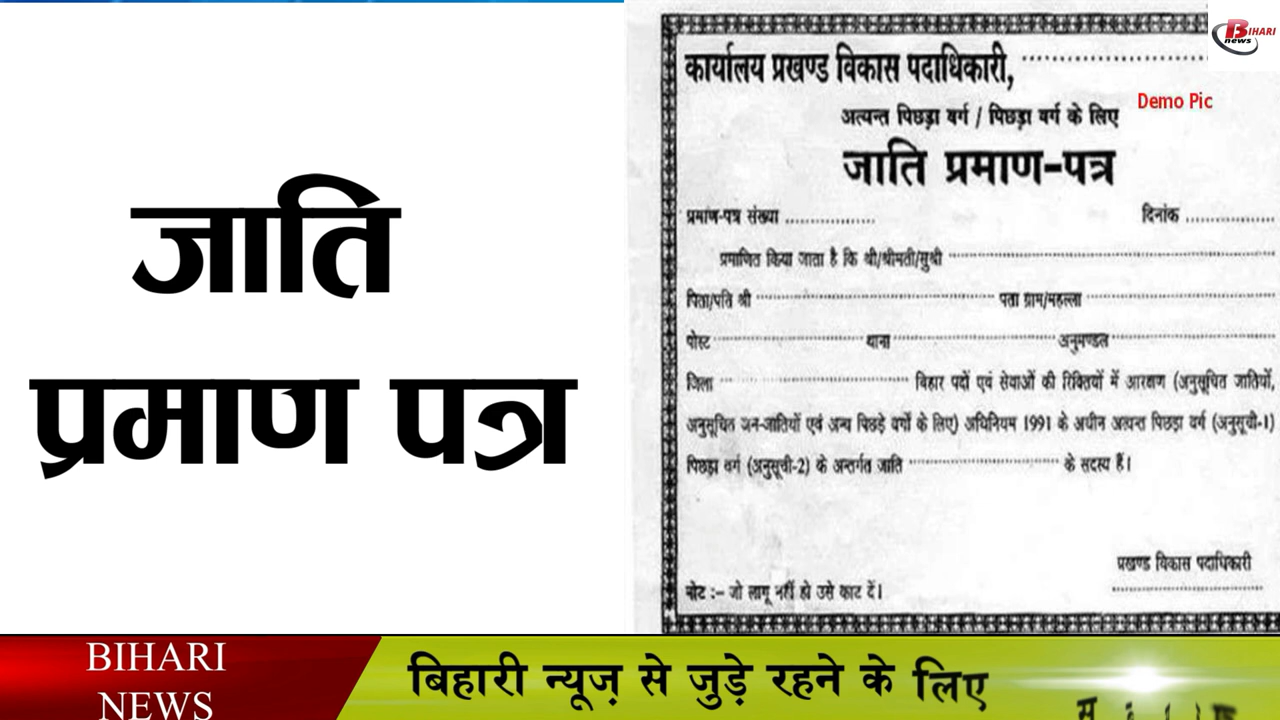 जाति
प्रमाण पत्र
BIHARI
news
Demo Pic
कार्यालय प्रखण्ड विकास पदाधिकारी, ..............................
अत्यन्त पिछड़ा वर्ग / पिछड़ा वर्ग के लिए
जाति प्रमाण-पत्र
प्रमाण-पत्र संख्या .................... दिनांक ....................
प्रमाणित किया जाता है कि श्री/श्रीमती/सुश्री ..............................
पिता/पति श्री .............................. पता ग्राम/महल्ला ..............................
पोस्ट .............................. थाना .............................. अनुमण्डल ..............................
जिला .............................. बिहार पदों एवं सेवाओं की रिक्तियों में आरक्षण (अनुसूचित जातियों,
अनुसूचित जन-जातियों एवं अन्य पिछड़े वर्गों के लिए) अधिनियम 1991 के अधीन अत्यन्त पिछड़ा वर्ग (अनुसूची-1)
पिछड़ा वर्ग (अनुसूची-2) के अन्तर्गत जाति .............................. के सदस्य हैं।
प्रखण्ड विकास पदाधिकारी
..............................
नोट :- जो लागू नहीं हो उसे काट दें।
BIHARI
NEWS
बिहारी न्यूज़ से जुड़े रहने के लिए